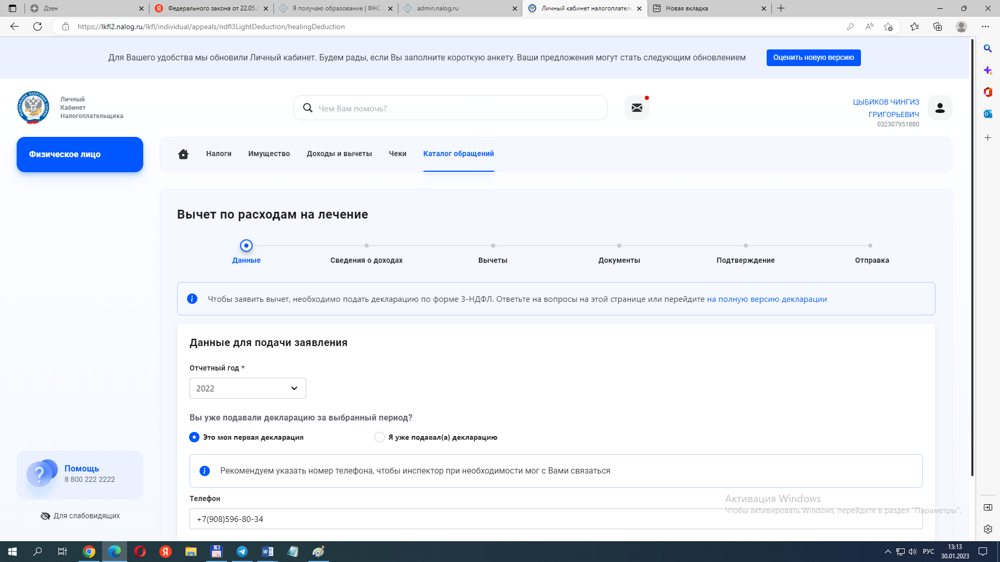 Дзен
Федерального закона от 22.05.2
Я получаю образование | ФНС
admin.nalog.ru
Личный кабинет налогоплатель
Новая вкладка
https://lkfl2.nalog.ru/lkfl/individual/appeals/ndfl3LightDeduction/healingDeduction
Для Вашего удобства мы обновили Личный кабинет. Будем рады, если Вы заполните короткую анкету. Ваши предложения могут стать следующим обновлением
Оценить новую версию
Личный
Кабинет
Налогоплательщика
Чем Вам помочь?
ЦЫБИКОВ ЧИНГИЗ
ГРИГОРЬЕВИЧ
032307951880
Физическое лицо
Налоги
Имущество
Доходы и вычеты
Чеки
Каталог обращений
Вычет по расходам на лечение
Данные
Сведения о доходах
Вычеты
Документы
Подтверждение
Отправка
Чтобы заявить вычет, необходимо подать декларацию по форме 3-НДФЛ. Ответьте на вопросы на этой странице или перейдите на полную версию декларации
Данные для подачи заявления
Отчетный год *
2022
Вы уже подавали декларацию за выбранный период?
Это моя первая декларация
Я уже подавал(а) декларацию
Рекомендуем указать номер телефона, чтобы инспектор при необходимости мог с Вами связаться
Телефон
+7(908)596-80-34
Помощь
8 800 222 2222
Для слабовидящих
Активация Windows
Чтобы активировать Windows, перейдите в раздел "Параметры".
РУС
13:13
30.01.2023